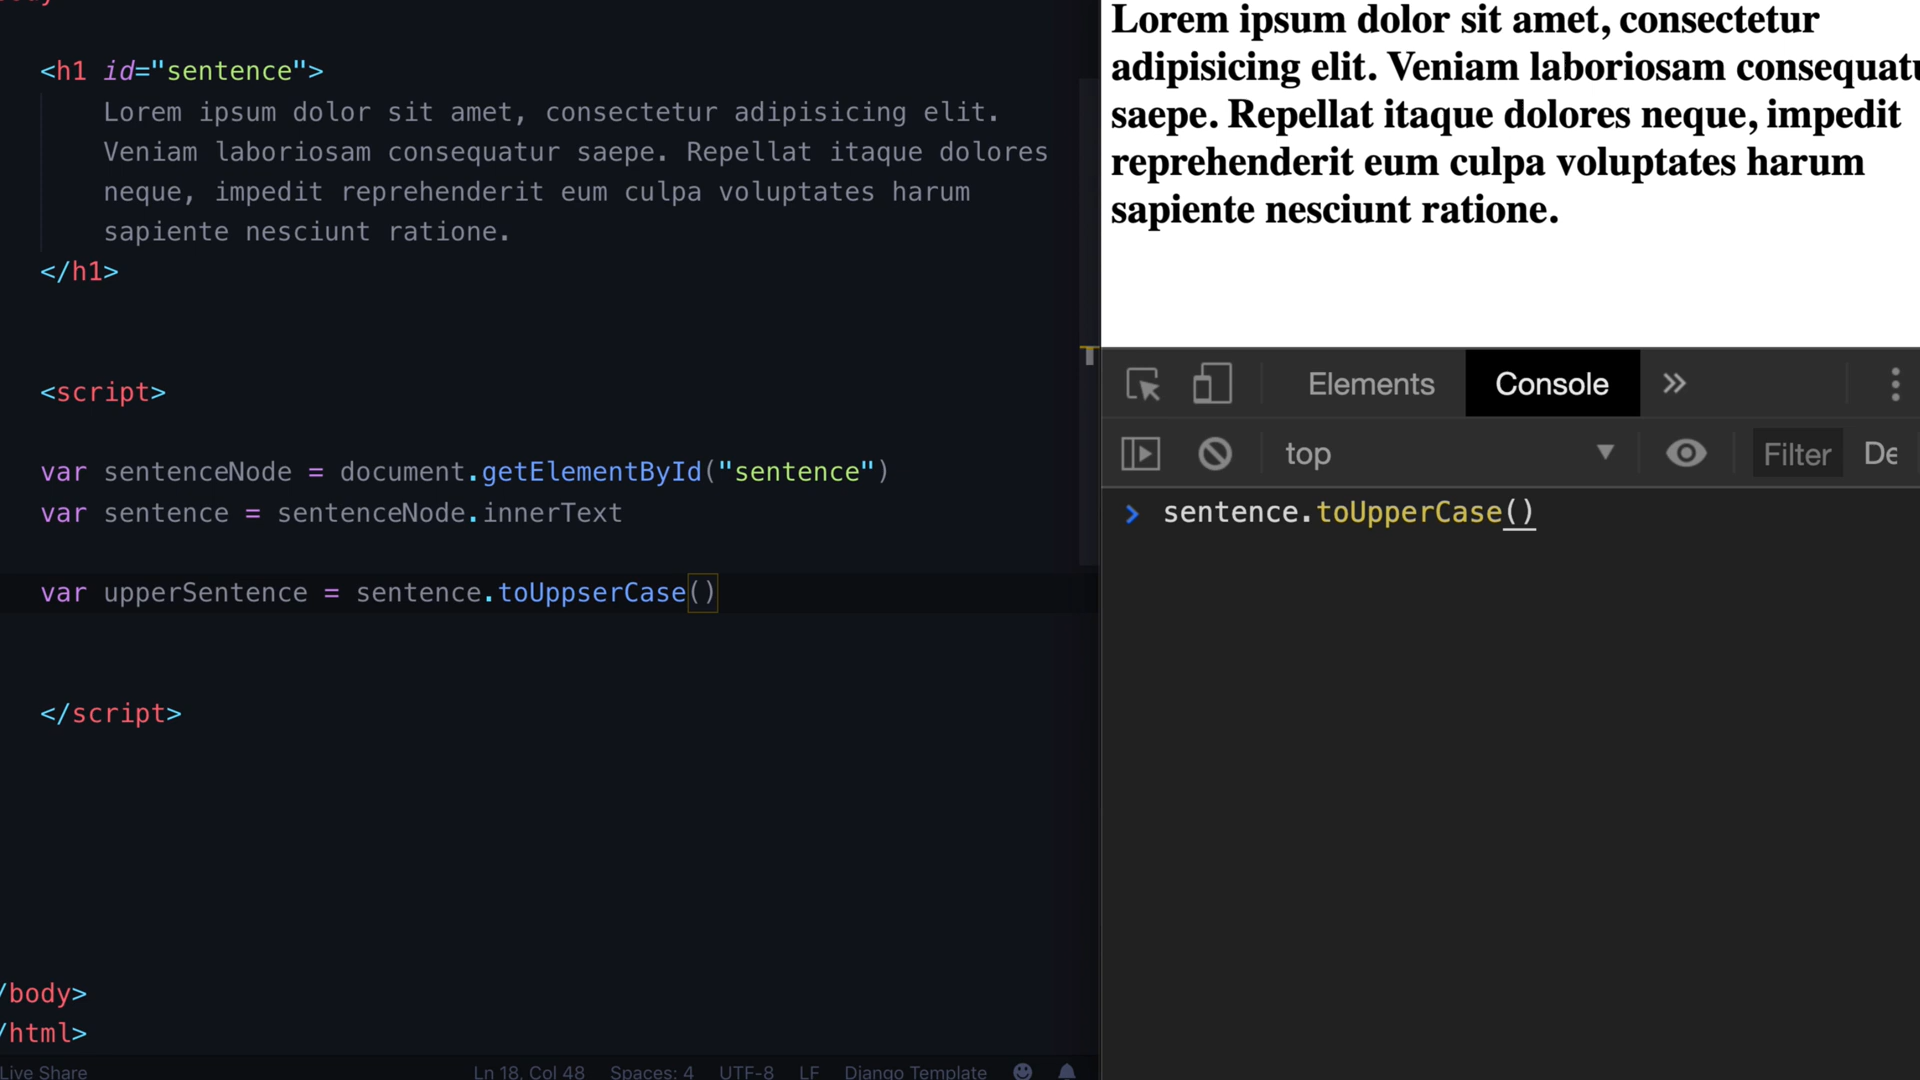 <h1 id="sentence">
Lorem ipsum dolor sit amet, consectetur adipisicing elit.
Veniam laboriosam consequatur saepe. Repellat itaque dolores
neque, impedit reprehenderit eum culpa voluptates harum
sapiente nesciunt ratione.
</h1>
<script>
var sentenceNode = document.getElementById("sentence")
var sentence = sentenceNode.innerText
var upperSentence = sentence.toUppserCase()
</script>
/body>
/html>
Live Share Ln 18, Col 48 Spaces: 4 UTF-8 LF Django Template
Lorem ipsum dolor sit amet, consectetur
adipisicing elit. Veniam laboriosam consequatu
saepe. Repellat itaque dolores neque, impedit
reprehenderit eum culpa voluptates harum
sapiente nesciunt ratione.
Elements Console »
top Filter De
> sentence.toUpperCase()